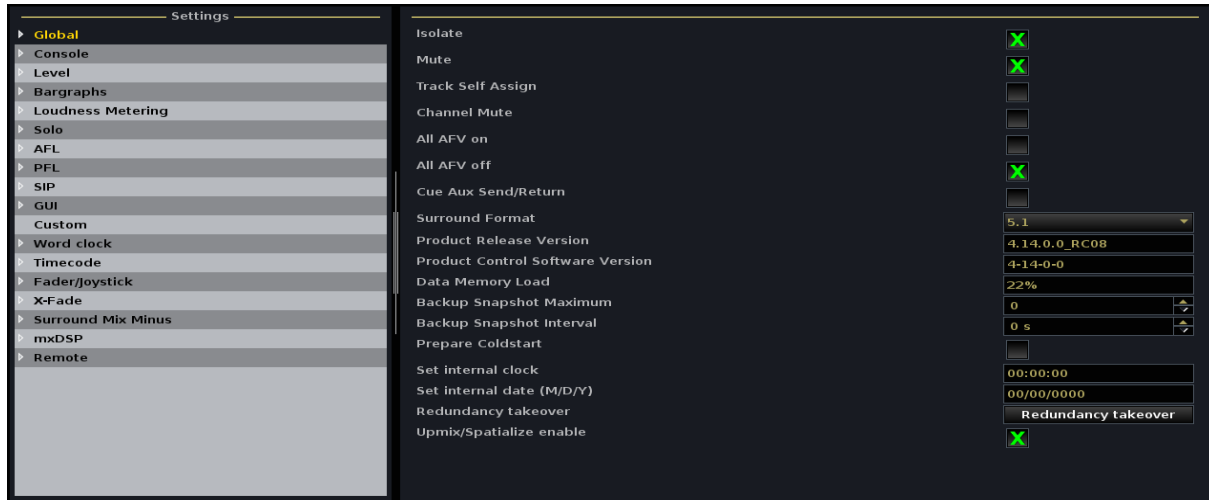 Settings
Global
Console
Level
Bargraphs
Loudness Metering
Solo
AFL
PFL
SIP
GUI
Custom
Word clock
Timecode
Fader/Joystick
X-Fade
Surround Mix Minus
mxDSP
Remote
Isolate X
Mute X
Track Self Assign
Channel Mute
All AFV on
All AFV off X
Cue Aux Send/Return
Surround Format 5.1
Product Release Version 4.14.0.0_RC08
Product Control Software Version 4-14-0-0
Data Memory Load 22%
Backup Snapshot Maximum 0
Backup Snapshot Interval 0 s
Prepare Coldstart
Set internal clock 00:00:00
Set internal date (M/D/Y) 00/00/0000
Redundancy takeover Redundancy takeover
Upmix/Spatialize enable X